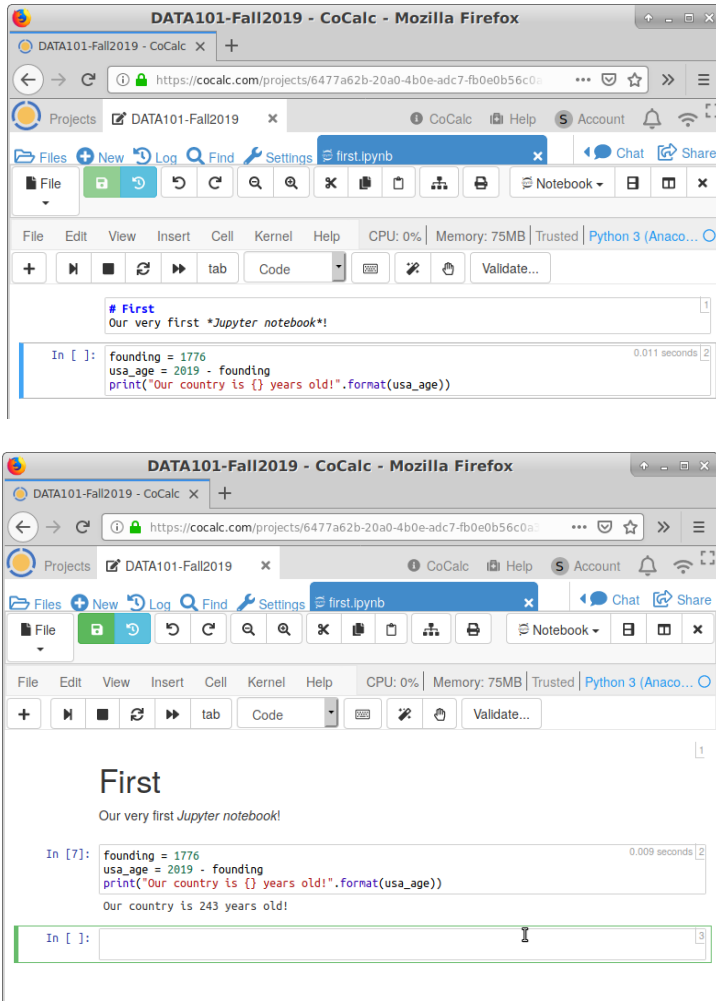 DATA101-Fall2019 - CoCalc - Mozilla Firefox
DATA101-Fall2019 - CoCalc
https://cocalc.com/projects/6477a62b-20a0-4b0e-adc7-fb0e0b56c0a
Projects DATA101-Fall2019 CoCalc Help S Account
Files New Log Find Settings first.ipynb Chat Share
File Notebook
File Edit View Insert Cell Kernel Help CPU: 0% Memory: 75MB Trusted Python 3 (Anaco...
tab Code Validate...
# First 1
Our very first *Jupyter notebook*!
In [ ]: founding = 1776 0.011 seconds 2
usa_age = 2019 - founding
print("Our country is {} years old!".format(usa_age))
DATA101-Fall2019 - CoCalc - Mozilla Firefox
DATA101-Fall2019 - CoCalc
https://cocalc.com/projects/6477a62b-20a0-4b0e-adc7-fb0e0b56c0a
Projects DATA101-Fall2019 CoCalc Help S Account
Files New Log Find Settings first.ipynb Chat Share
File Notebook
File Edit View Insert Cell Kernel Help CPU: 0% Memory: 75MB Trusted Python 3 (Anaco...
tab Code Validate...
1
First
Our very first Jupyter notebook!
In [7]: founding = 1776 0.009 seconds 2
usa_age = 2019 - founding
print("Our country is {} years old!".format(usa_age))
Our country is 243 years old!
In [ ]: 3